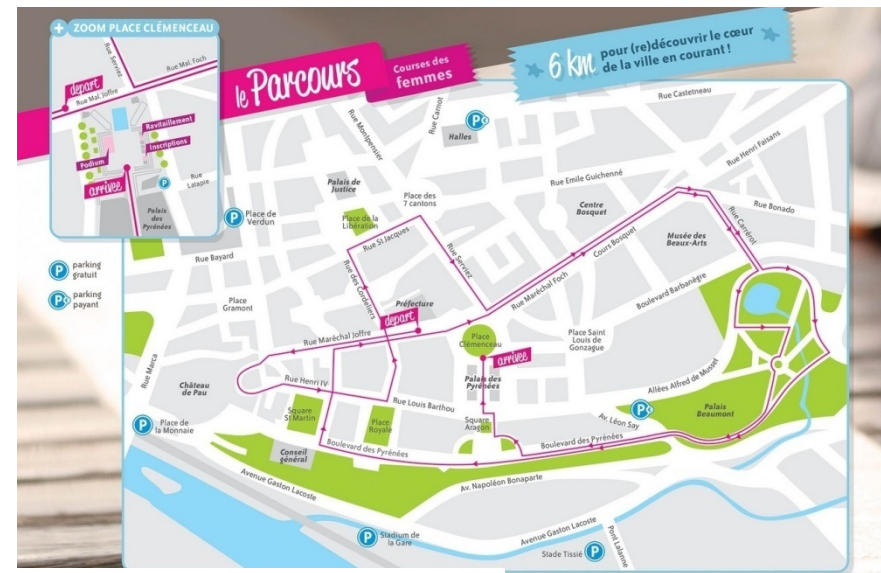 ZOOM PLACE CLÉMENCEAU
Rue Serviez
Rue Mal. Foch
départ
Rue Mal. Joffre
Ravitaillement
Inscriptions
Podium
arrivée
Rue
Lalapie
P
Palais
des
Pyrénées
le Parcours
Courses des
femmes
6 km pour (re)découvrir le cœur
de la ville en courant !
P parking
gratuit
P€ parking
payant
Rue Montpensier
Rue Carnot
Halles
P€
Rue Castetneau
Rue Henri Faisans
Rue Emile Guichenné
Palais de
Justice
Place des
7 cantons
Centre
Bosquet
Rue Bonado
P
Place de
Verdun
Place de la
Libération
Rue St Jacques
Rue Serviez
Musée des
Beaux-Arts
Rue Carrérot
Cours Bosquet
Rue Bayard
Rue des Cordeliers
Rue Maréchal Foch
Boulevard Barbanègre
Place
Gramont
Préfecture
départ
Rue Maréchal Joffre
Place
Clémenceau
Place Saint
Louis de
Gonzague
arrivée
Rue Marca
Château
de Pau
Rue Henri IV
Palais des
Pyrénées
Allées Alfred de Musset
Rue Louis Barthou
Palais
Beaumont
P€
Av. Léon Say
P
Place de
la Monnaie
Square
St Martin
Place
Royale
Square
Aragon
Boulevard des Pyrénées
Boulevard des Pyrénées
Conseil
général
Avenue Gaston Lacoste
Av. Napoléon Bonaparte
P
Stadium de
la Gare
Avenue Gaston Lacoste
Stade Tissié
P
Pont Lalanne